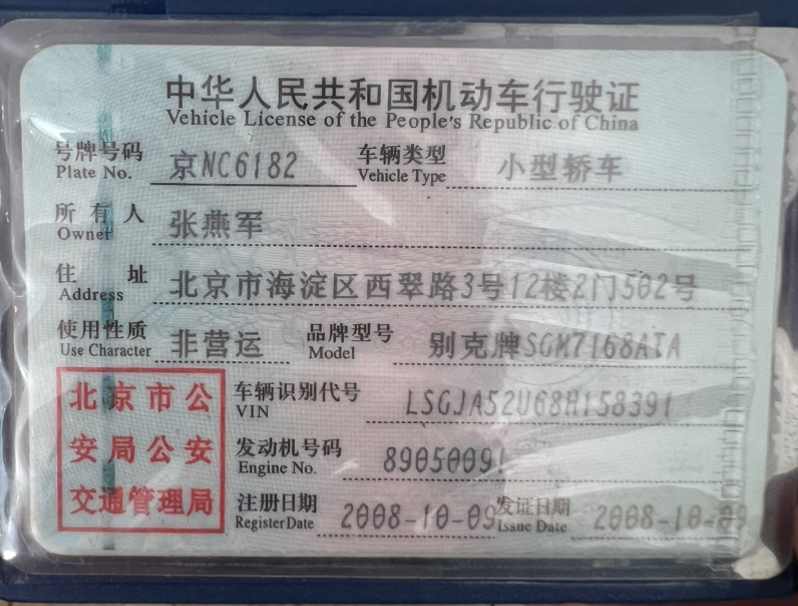 中华人民共和国机动车行驶证
Vehicle License of the People's Republic of China
号牌号码 京NC6182 车辆类型 小型轿车
Plate No. Vehicle Type
所有人 张燕军
Owner
住址 北京市海淀区西翠路3号12楼2门502号
Address
使用性质 非营运 品牌型号 别克牌SGM7168ATA
Use Character Model
北京市公安局公安交通管理局
车辆识别代号 LSGJA52U68H158391
VIN
发动机号码 89050091
Engine No.
注册日期 2008-10-09 发证日期 2008-10-09
Register Date Issue Date